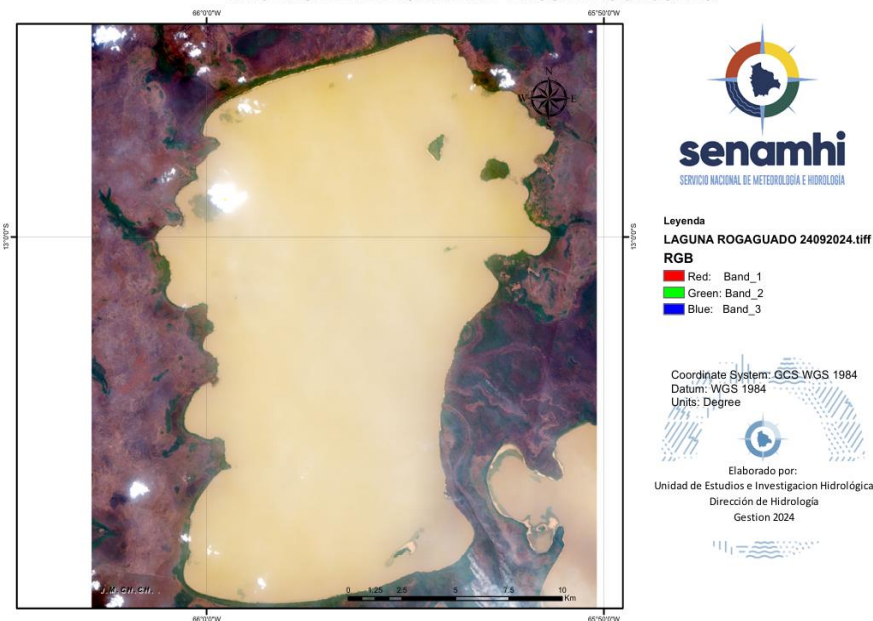 66°0'0"W
65°50'0"W
N
W
E
13°0'0"S
13°0'0"S
J.M.CH.CH.
0 1.25 2.5 5 7.5 10
Km
66°0'0"W
65°50'0"W
senamhi
SERVICIO NACIONAL DE METEOROLOGÍA E HIDROLOGÍA
Leyenda
LAGUNA ROGAGUADO 24092024.tiff
RGB
Red: Band_1
Green: Band_2
Blue: Band_3
Coordinate System: GCS WGS 1984
Datum: WGS 1984
Units: Degree
Elaborado por:
Unidad de Estudios e Investigacion Hidrológica
Dirección de Hidrología
Gestion 2024